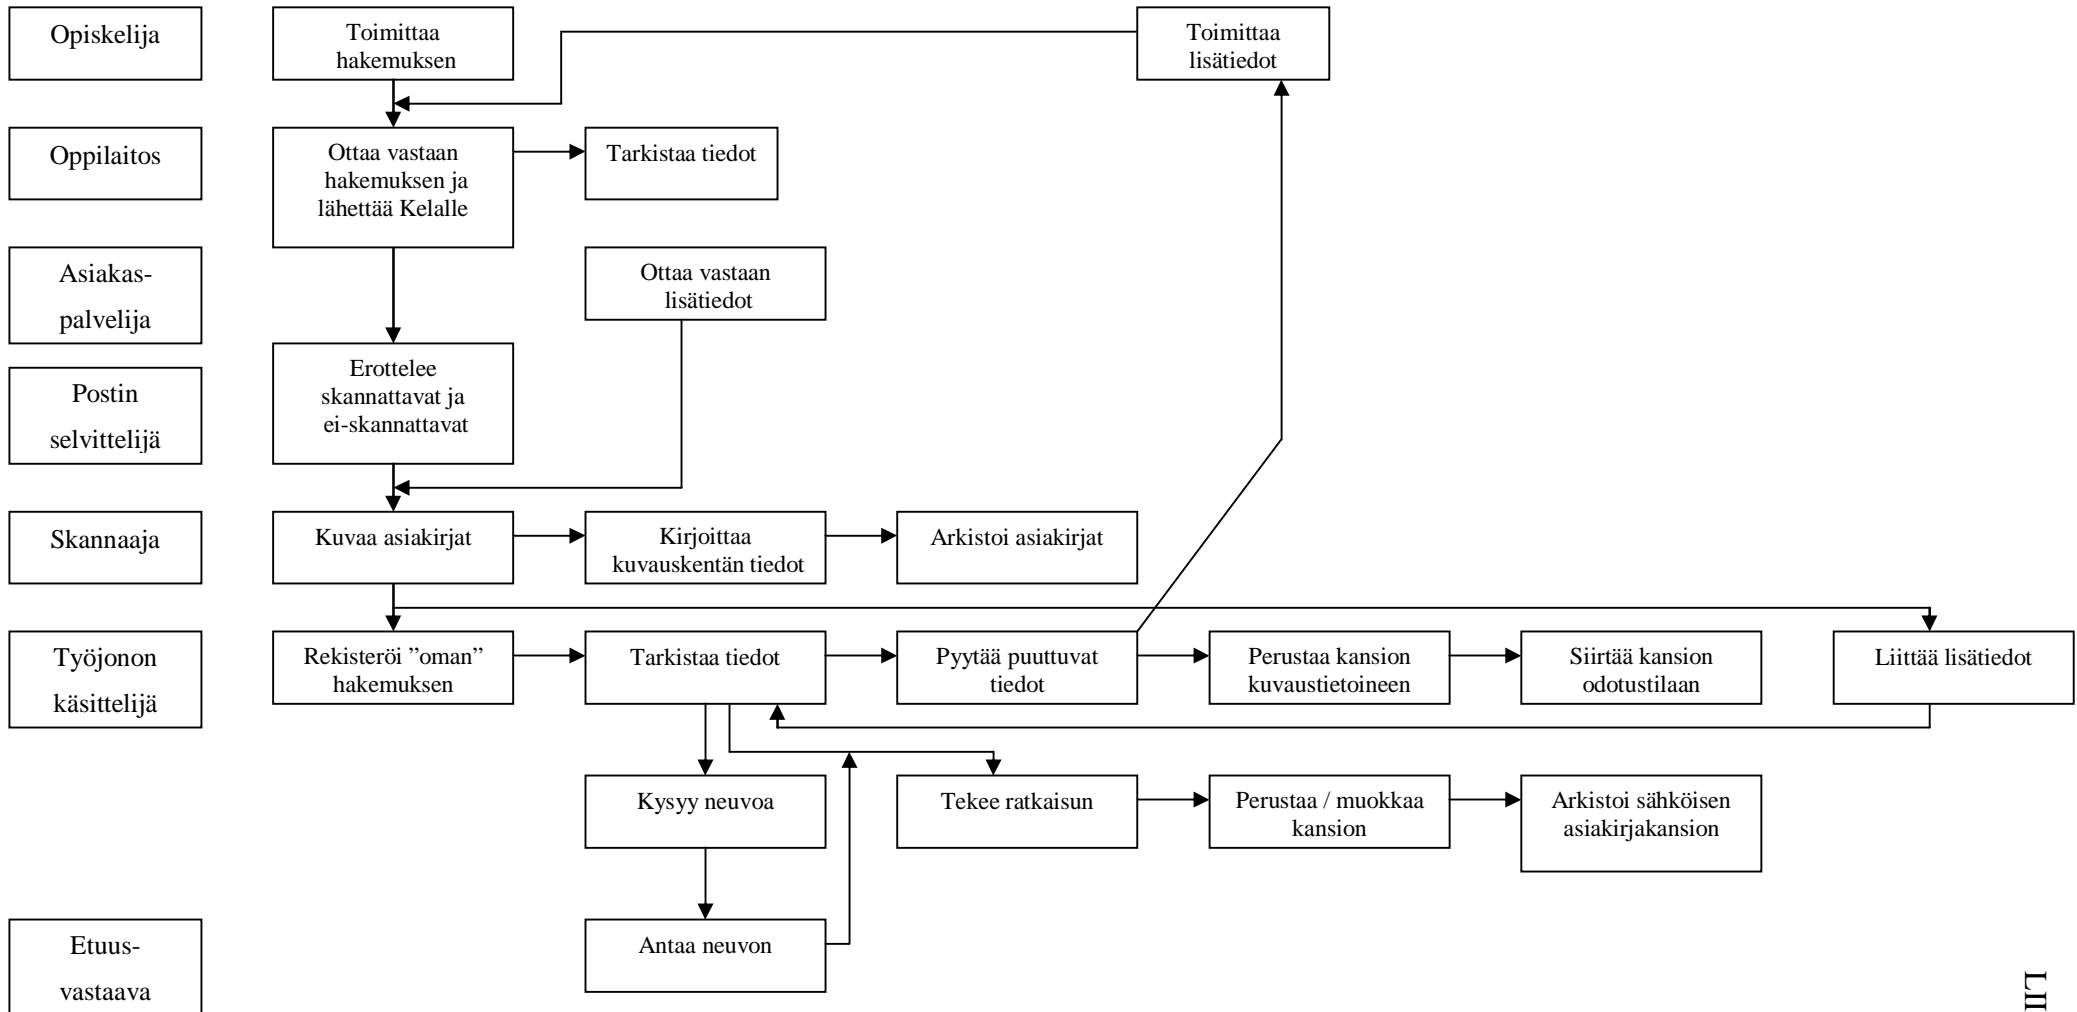 Opiskelija
Toimittaa
hakemuksen
Toimittaa
lisätiedot
Oppilaitos
Ottaa vastaan
hakemuksen ja
lähettää Kelalle
Tarkistaa tiedot
Asiakas-
palvelija
Ottaa vastaan
lisätiedot
Postin
selvittelijä
Erottelee
skannattavat ja
ei-skannattavat
Skannaaja
Kuvaa asiakirjat
Kirjoittaa
kuvauskentän tiedot
Arkistoi asiakirjat
Työjonon
käsittelijä
Rekisteröi ”oman”
hakemuksen
Tarkistaa tiedot
Pyytää puuttuvat
tiedot
Perustaa kansion
kuvaustietoineen
Siirtää kansion
odotustilaan
Liittää lisätiedot
Kysyy neuvoa
Tekee ratkaisun
Perustaa / muokkaa
kansion
Arkistoi sähköisen
asiakirjakansion
Etuus-
vastaava
Antaa neuvon
LII